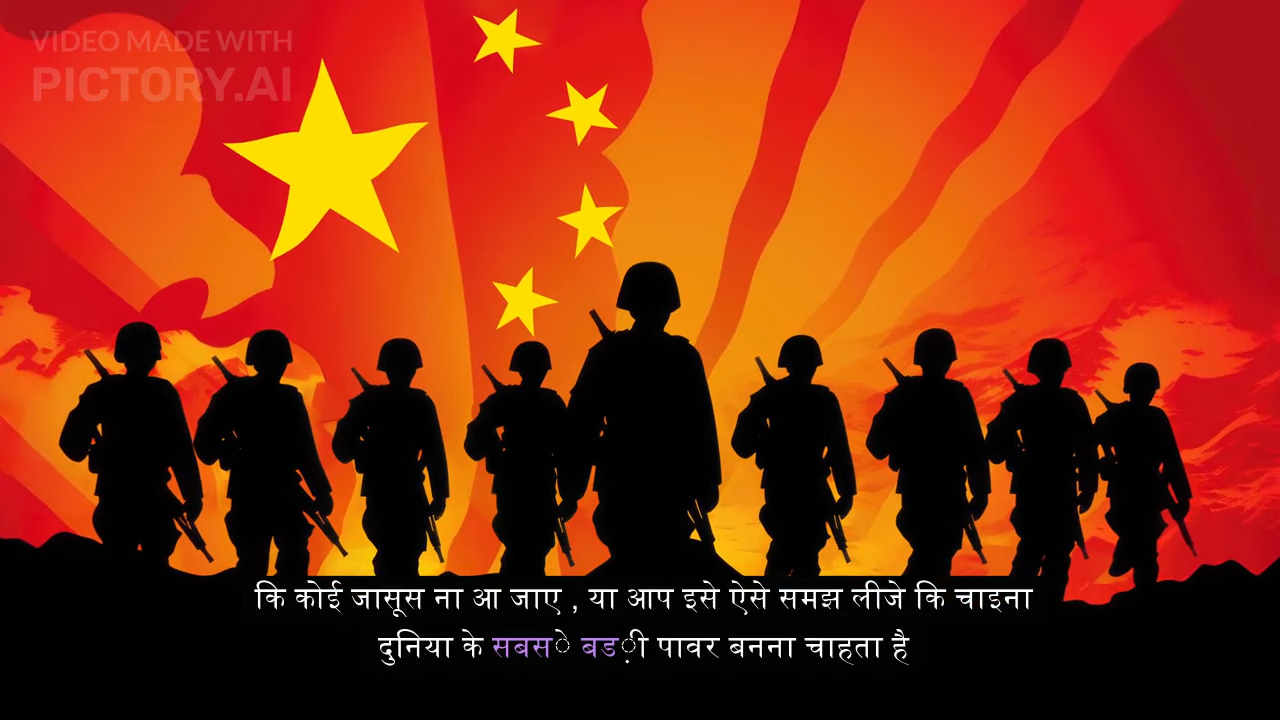 VIDEO MADE WITH
PICTORY.AI
कि कोई जासूस ना आ जाए , या आप इसे ऐसे समझ लीजे कि चाइना
दुनिया के सबसे बड़ी पावर बनना चाहता है